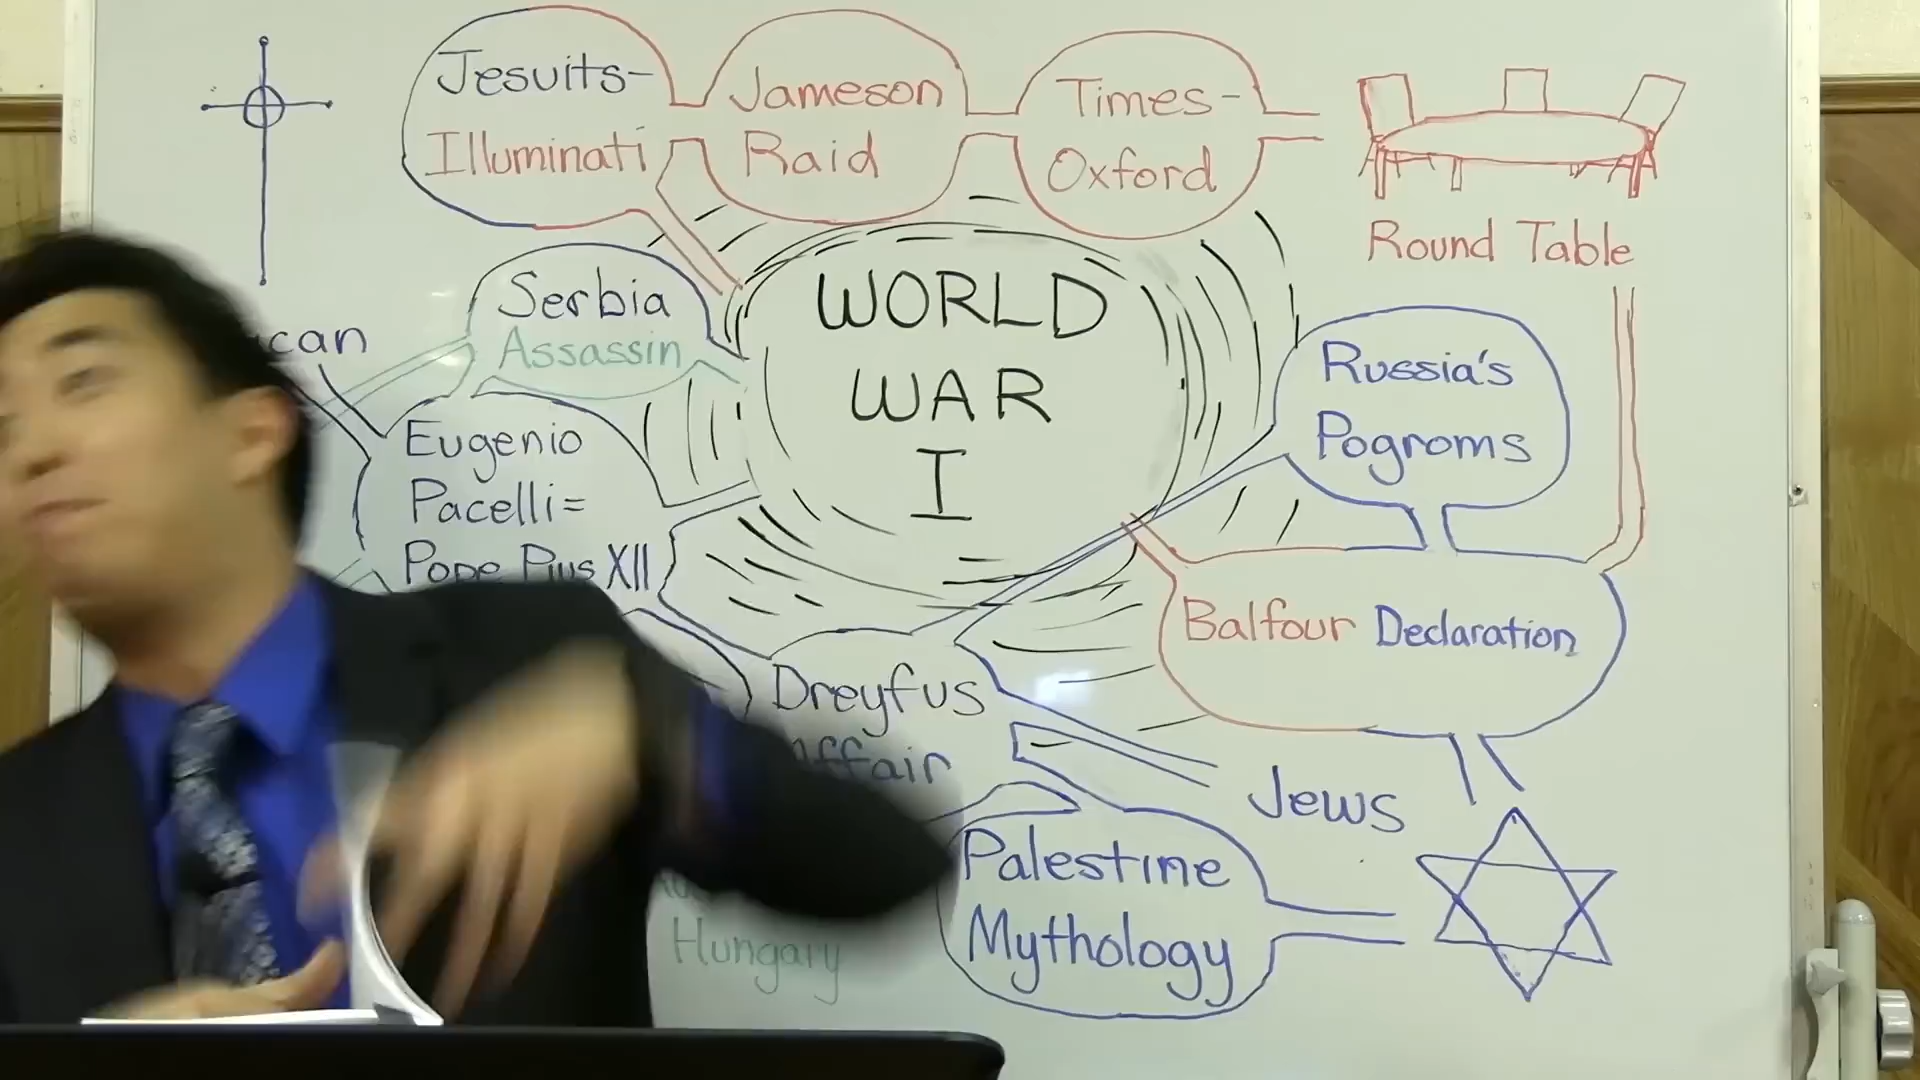 Jesuits-
Illuminati
Jameson
Raid
Times-
Oxford
Round Table
Serbia
Assassin
WORLD
WAR
I
Russia's
Pogroms
Eugenio
Pacelli=
Pope Pius XII
Balfour Declaration
Dreyfus
Affair
Jews
Palestine
Mythology
Hungary